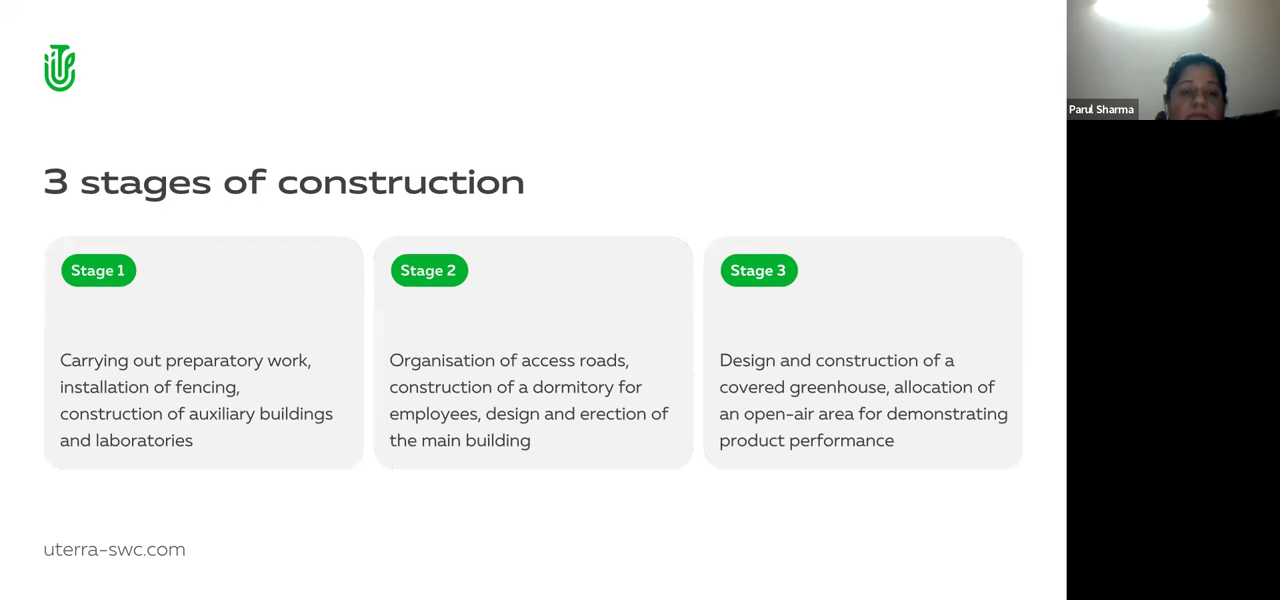 3 stages of construction
Stage 1
Carrying out preparatory work,
installation of fencing,
construction of auxiliary buildings
and laboratories
Stage 2
Organisation of access roads,
construction of a dormitory for
employees, design and erection of
the main building
Stage 3
Design and construction of a
covered greenhouse, allocation of
an open-air area for demonstrating
product performance
uterra-swc.com
Parul Sharma